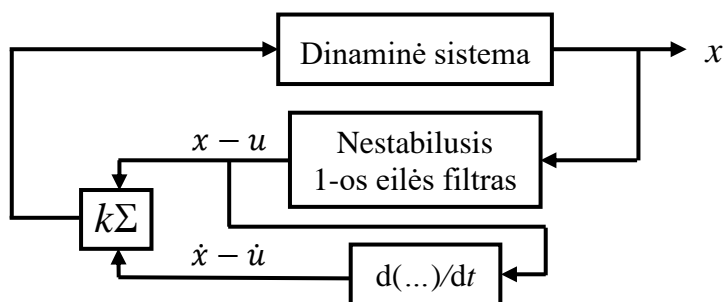 Dinaminė sistema
x
x − u
Nestabilusis
1-os eilės filtras
kΣ
ẋ − u̇
d(...)/dt